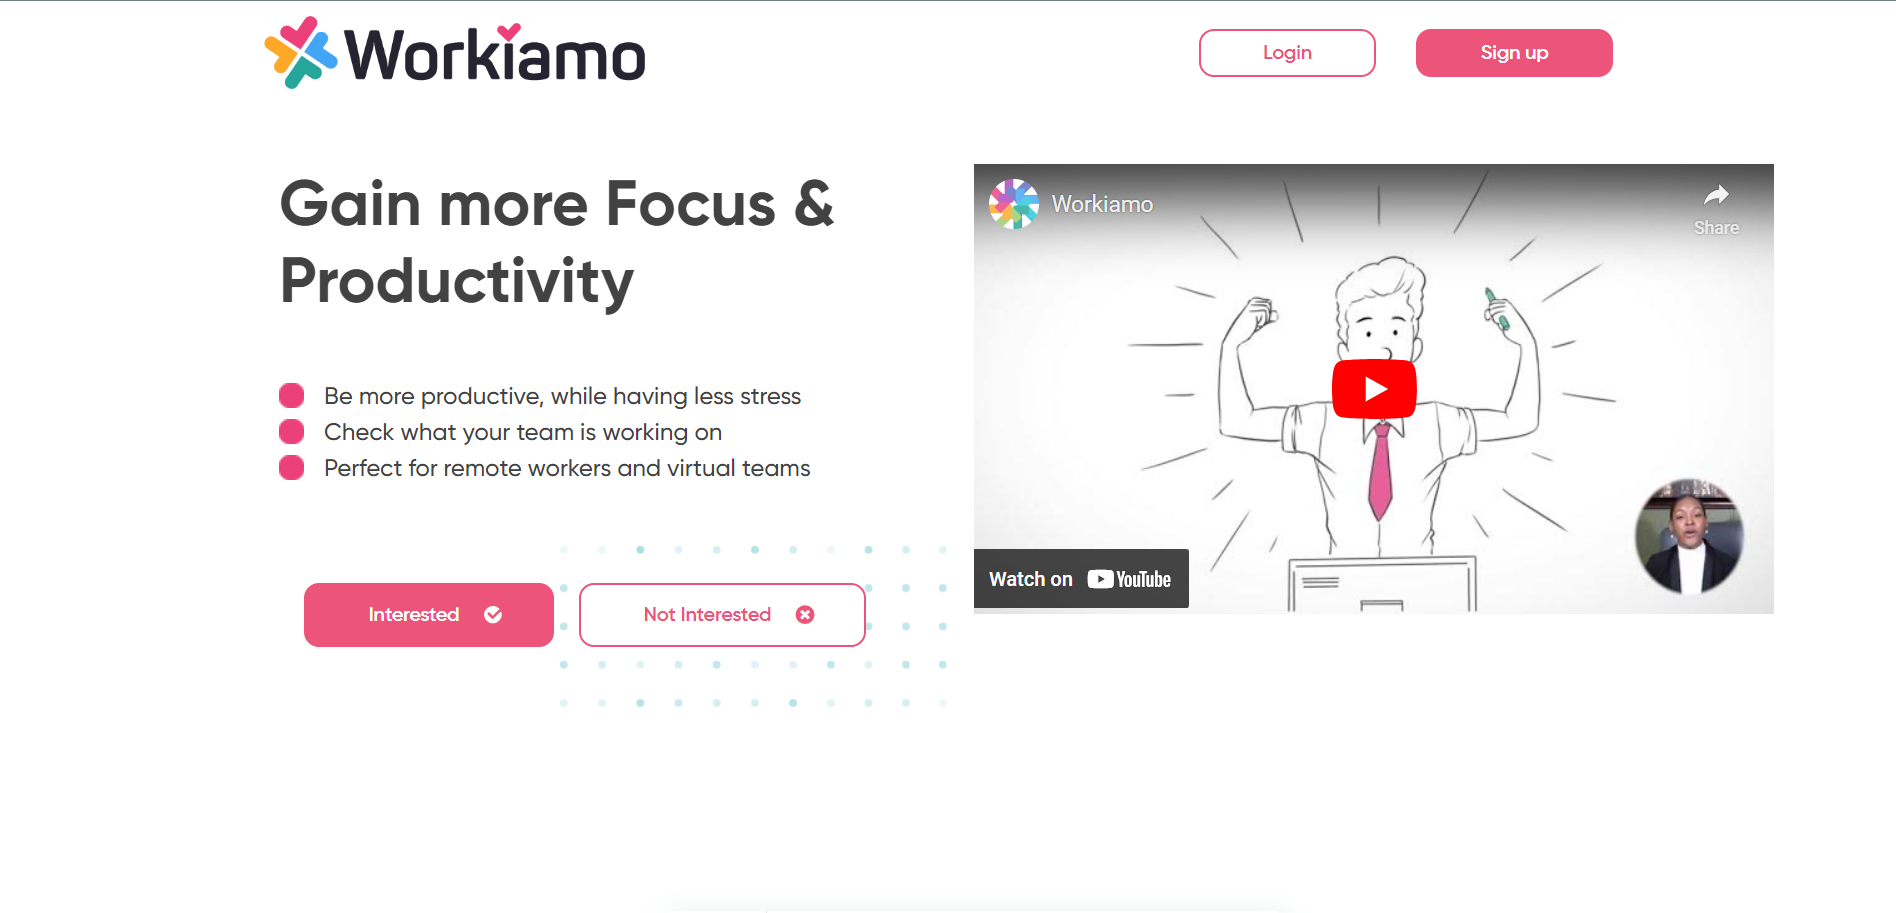 Workiamo
Login
Sign up
Gain more Focus &
Productivity
Be more productive, while having less stress
Check what your team is working on
Perfect for remote workers and virtual teams
Interested
Not Interested
Workiamo
Share
Watch on YouTube